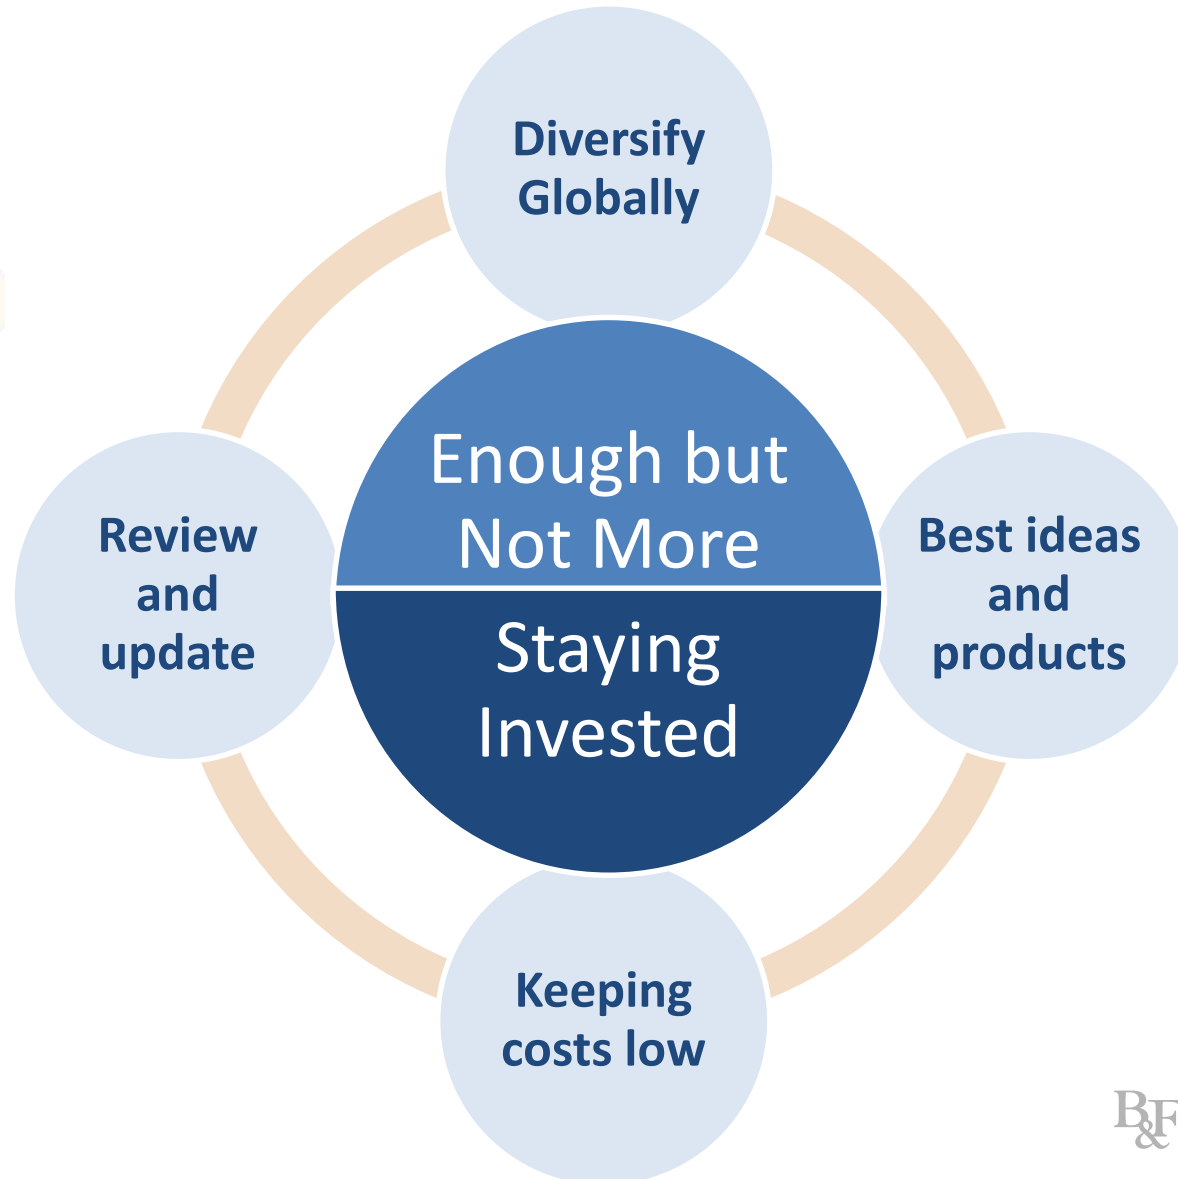 Diversify
Globally
Enough but
Not More
Review
and
update
Best ideas
and
products
Staying
Invested
Keeping
costs low
B&F